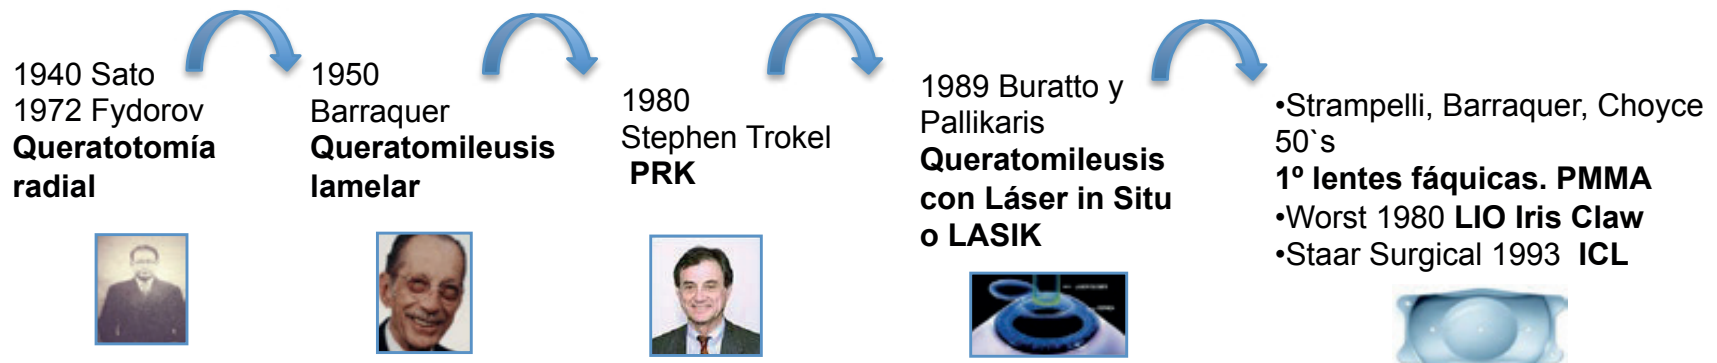 1940 Sato
1972 Fydorov
Queratotomía
radial
1950
Barraquer
Queratomileusis
lamelar
1980
Stephen Trokel
PRK
1989 Buratto y
Pallikaris
Queratomileusis
con Láser in Situ
o LASIK
•Strampelli, Barraquer, Choyce
50`s
1º lentes fáquicas. PMMA
•Worst 1980 LIO Iris Claw
•Staar Surgical 1993 ICL